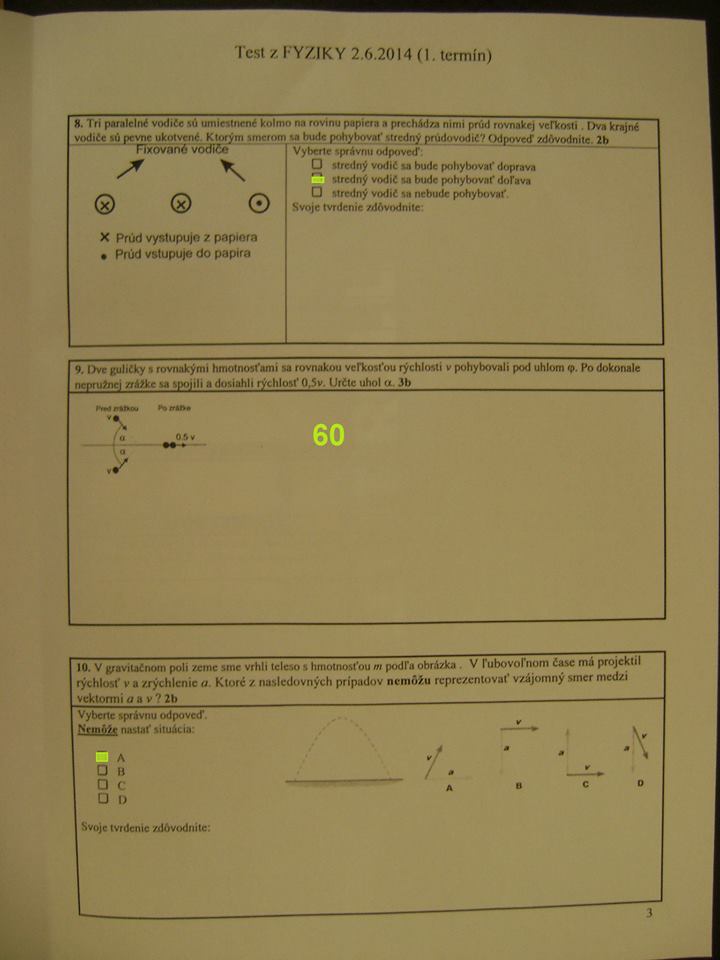 Test z FYZIKY 2.6.2014 (1. termín)
8. Tri paralelné vodiče sú umiestnené kolmo na rovinu papiera a prechádza nimi prúd rovnakej veľkosti . Dva krajné
vodiče sú pevne ukotvené. Ktorým smerom sa bude pohybovať stredný prúdovodič? Odpoveď zdôvodnite. 2b
Fixované vodiče
X Prúd vystupuje z papiera
• Prúd vstupuje do papira
Vyberte správnu odpoveď:
stredný vodič sa bude pohybovať doprava
stredný vodič sa bude pohybovať doľava
stredný vodič sa nebude pohybovať.
Svoje tvrdenie zdôvodnite:
9. Dve guličky s rovnakými hmotnosťami sa rovnakou veľkosťou rýchlosti v pohybovali pod uhlom φ. Po dokonale
nepružnej zrážke sa spojili a dosiahli rýchlosť 0,5v. Určte uhol α. 3b
Pred zrážkou Po zrážke
v
α 0.5 v
α
v
60
10. V gravitačnom poli zeme sme vrhli teleso s hmotnosťou m podľa obrázka . V ľubovoľnom čase má projektil
rýchlosť v a zrýchlenie a. Ktoré z nasledovných prípadov nemôžu reprezentovať vzájomný smer medzi
vektormi a a v ? 2b
Vyberte správnu odpoveď.
Nemôže nastať situácia:
A
B
C
D
Svoje tvrdenie zdôvodnite:
v a A
v a B
a v C
a v D
3